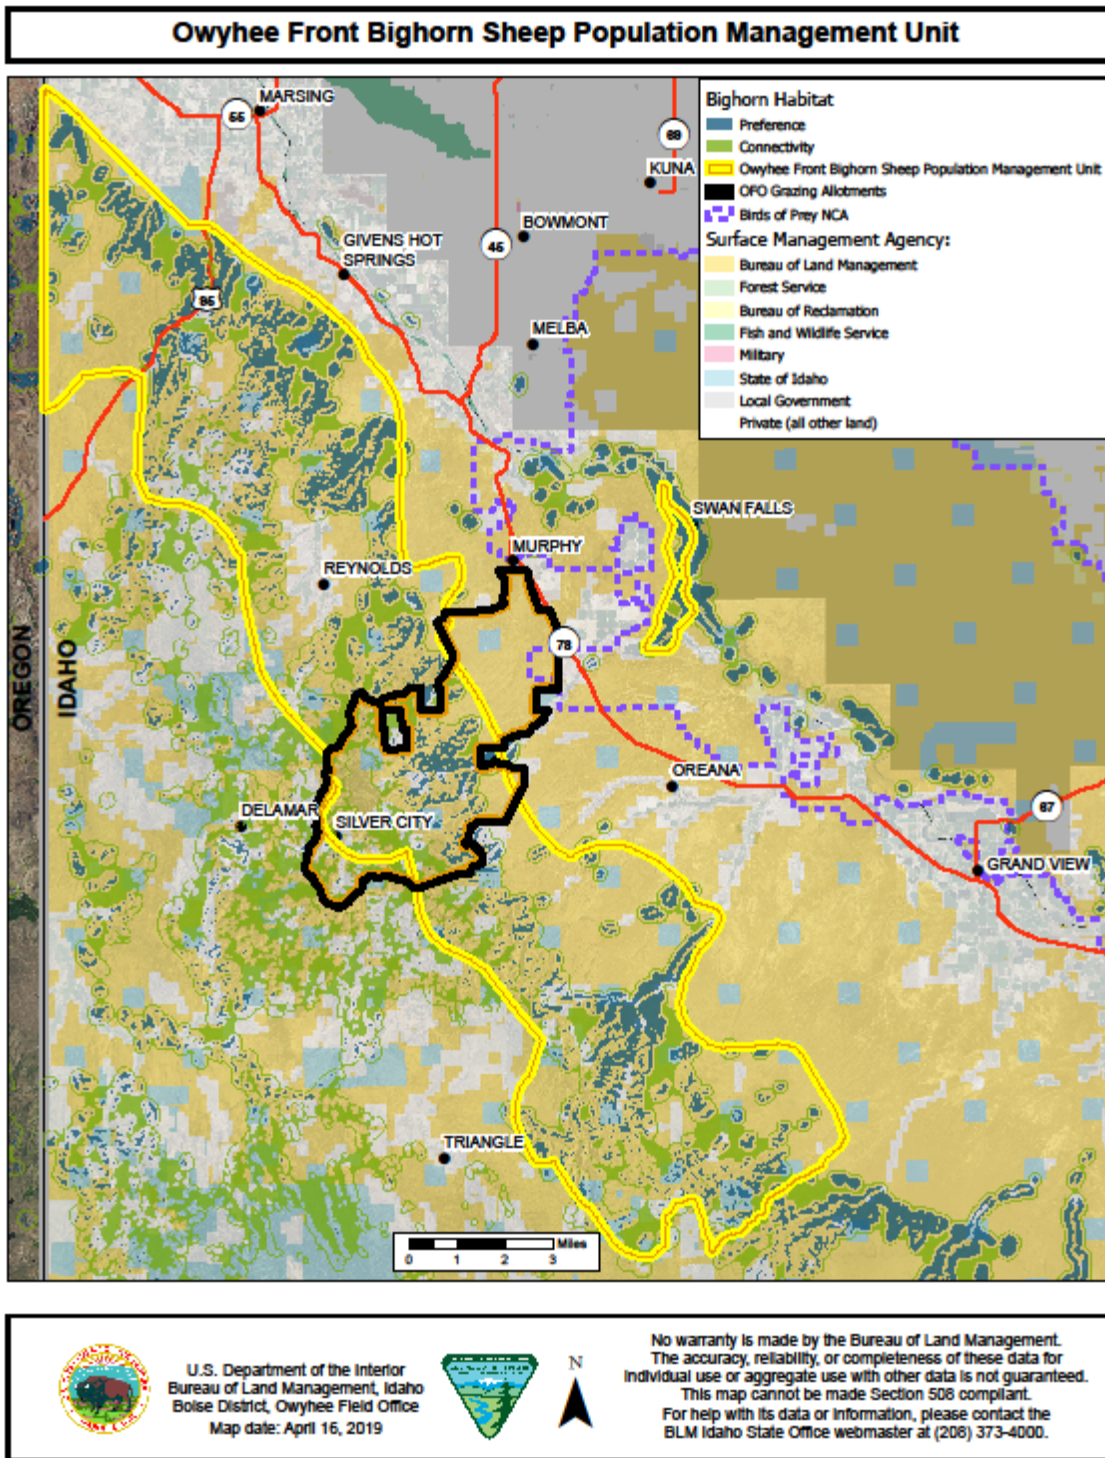 Owyhee Front Bighorn Sheep Population Management Unit
Bighorn Habitat
Preference
Connectivity
Owyhee Front Bighorn Sheep Population Management Unit
OFO Grazing Allotments
Birds of Prey NCA
Surface Management Agency:
Bureau of Land Management
Forest Service
Bureau of Reclamation
Fish and Wildlife Service
Military
State of Idaho
Local Government
Private (all other land)
MARSING
55
69
KUNA
BOWMONT
GIVENS HOT
SPRINGS
45
95
MELBA
SWAN FALLS
MURPHY
REYNOLDS
78
OREGON
IDAHO
OREANA
DELAMAR
SILVER CITY
67
GRAND VIEW
TRIANGLE
Miles
0 1 2 3
U.S. Department of the Interior
Bureau of Land Management, Idaho
Boise District, Owyhee Field Office
Map date: April 16, 2019
N
No warranty is made by the Bureau of Land Management.
The accuracy, reliability, or completeness of these data for
individual use or aggregate use with other data is not guaranteed.
This map cannot be made Section 508 compliant.
For help with its data or information, please contact the
BLM Idaho State Office webmaster at (208) 373-4000.